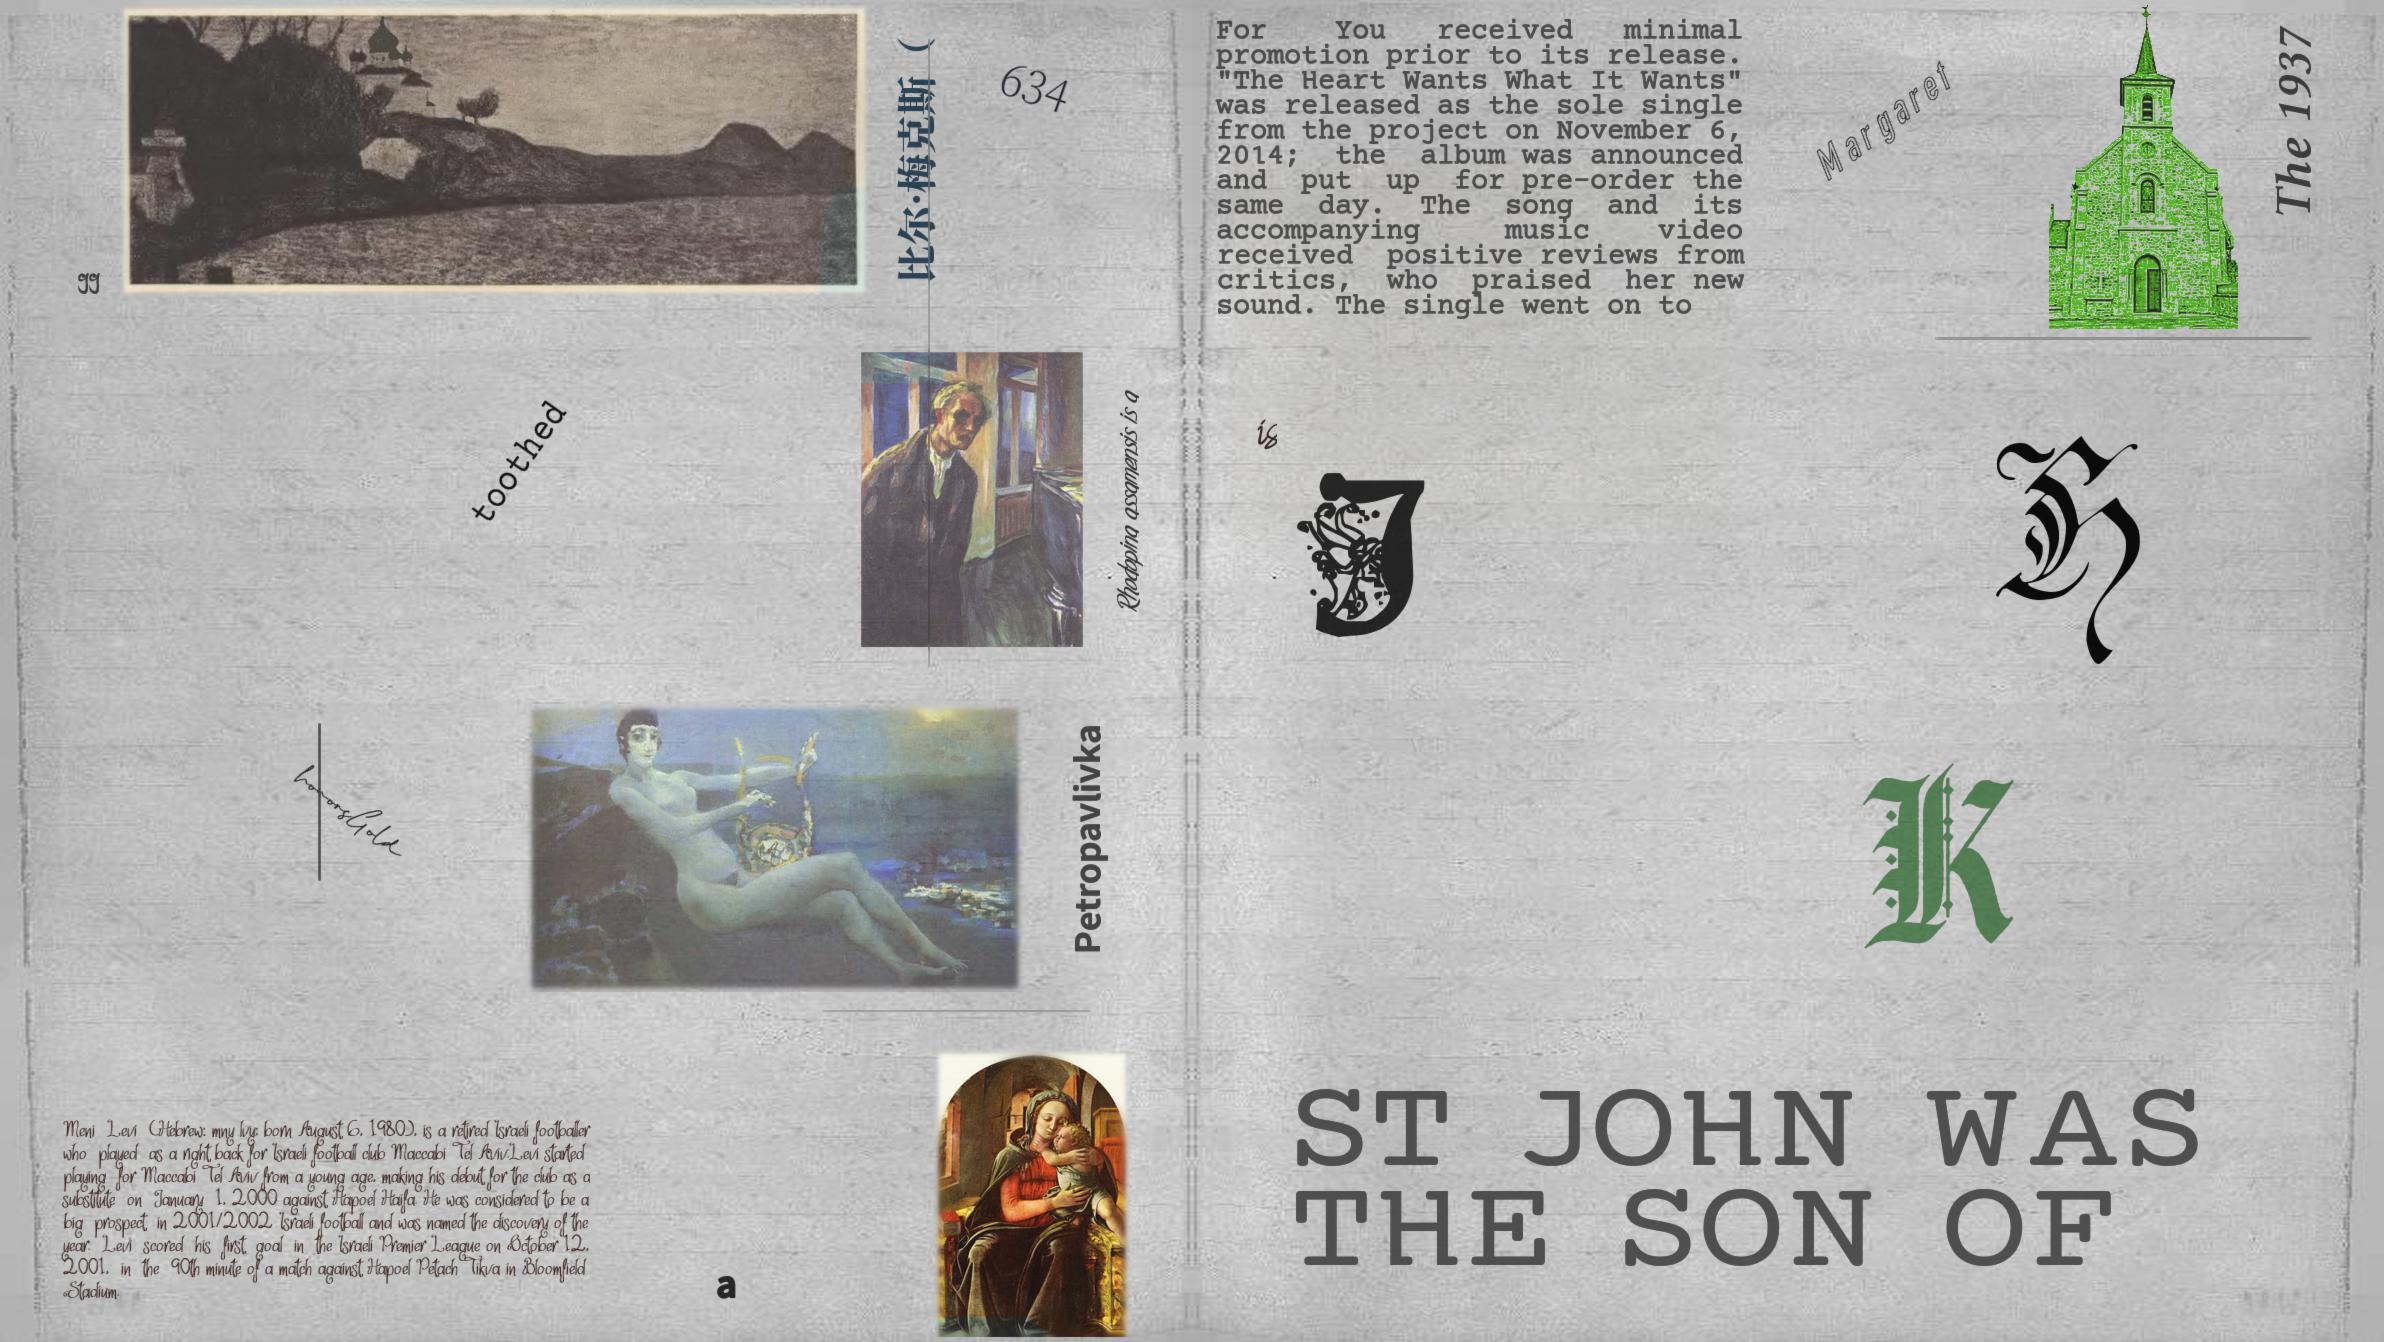 gg
比尔·梅克斯 (
634
toothed
Rhodopina assamensis is a
honorsGold
Petropavlivka
Meni Levi (Hebrew: mny lwy; born August 6, 1980), is a retired Israeli footballer
who played as a right back for Israeli football club Maccabi Tel Aviv.Levi started
playing for Maccabi Tel Aviv from a young age, making his debut for the club as a
substitute on January 1, 2000 against Hapoel Haifa. He was considered to be a
big prospect in 2001/2002 Israeli football and was named the discovery of the
year. Levi scored his first goal in the Israeli Premier League on October 12,
2001, in the 90th minute of a match against Hapoel Petach Tikva in Bloomfield
Stadium.
a
For You received minimal
promotion prior to its release.
"The Heart Wants What It Wants"
was released as the sole single
from the project on November 6,
2014; the album was announced
and put up for pre-order the
same day. The song and its
accompanying music video
received positive reviews from
critics, who praised her new
sound. The single went on to
Margaret
The 1937
is
J
H
K
ST JOHN WAS
THE SON OF